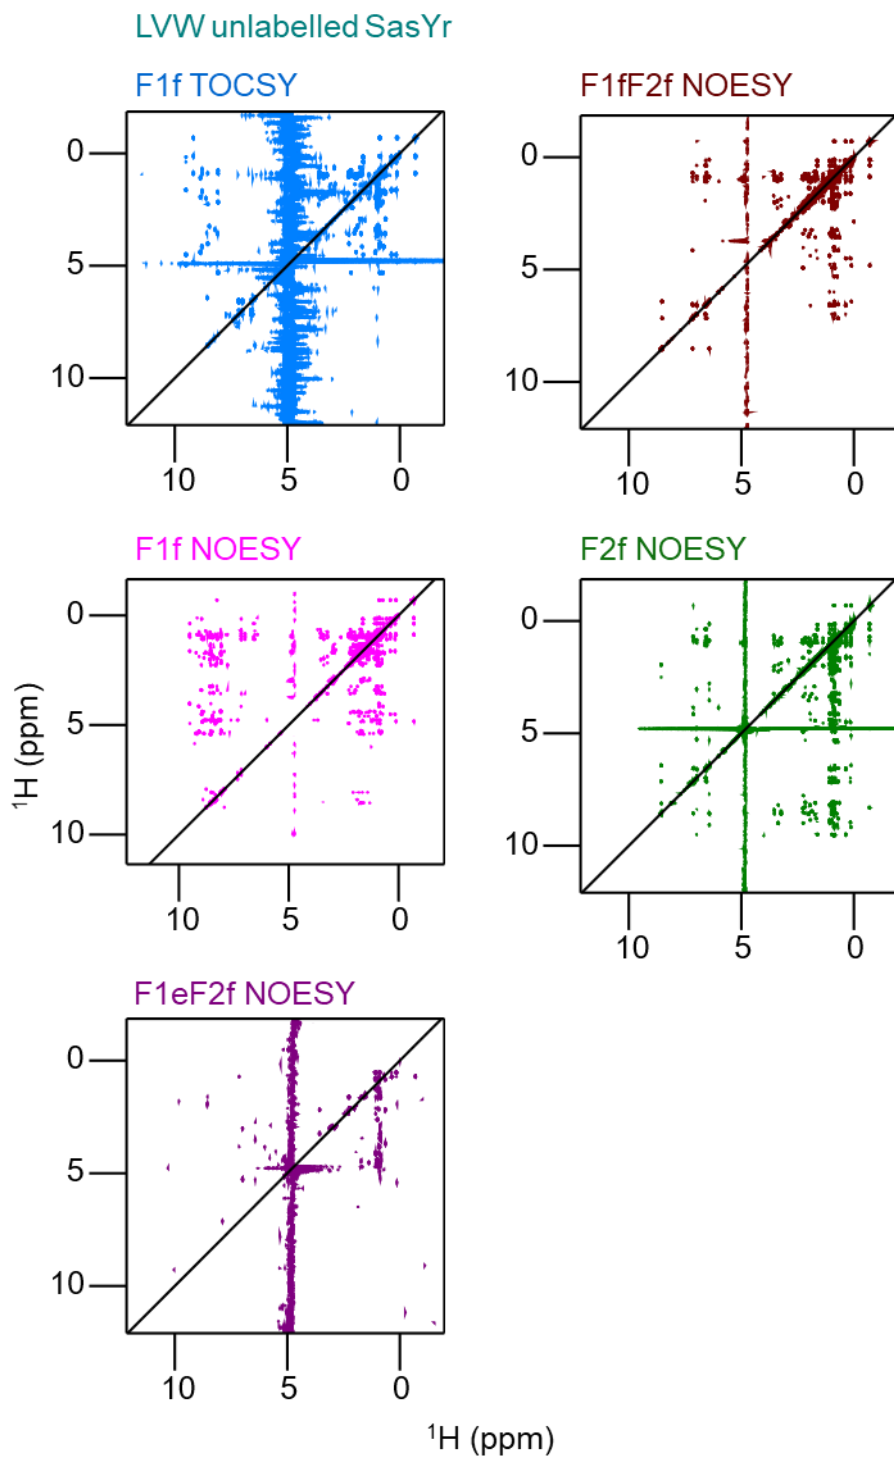 LVW unlabelled SasYr
F1f TOCSY
F1fF2f NOESY
0
5
10
10 5 0
0
5
10
10 5 0
F1f NOESY
F2f NOESY
0
5
10
10 5 0
0
5
10
10 5 0
¹H (ppm)
F1eF2f NOESY
0
5
10
10 5 0
¹H (ppm)